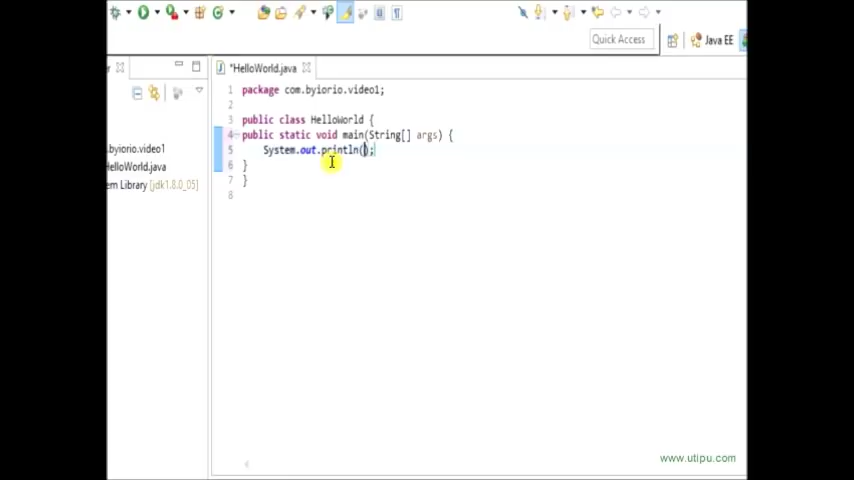 Quick Access
Java EE
*HelloWorld.java
1 package com.byiorio.video1;
2
3 public class HelloWorld {
4 public static void main(String[] args) {
5 System.out.println();
6 }
7 }
8
.byiorio.video1
HelloWorld.java
em Library [jdk1.8.0_05]
www.utipu.com